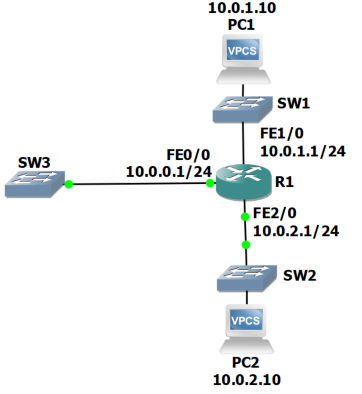 10.0.1.10
PC1
VPCS
SW1
FE1/0
10.0.1.1/24
FE0/0
10.0.0.1/24
SW3
R1
FE2/0
10.0.2.1/24
SW2
VPCS
PC2
10.0.2.10